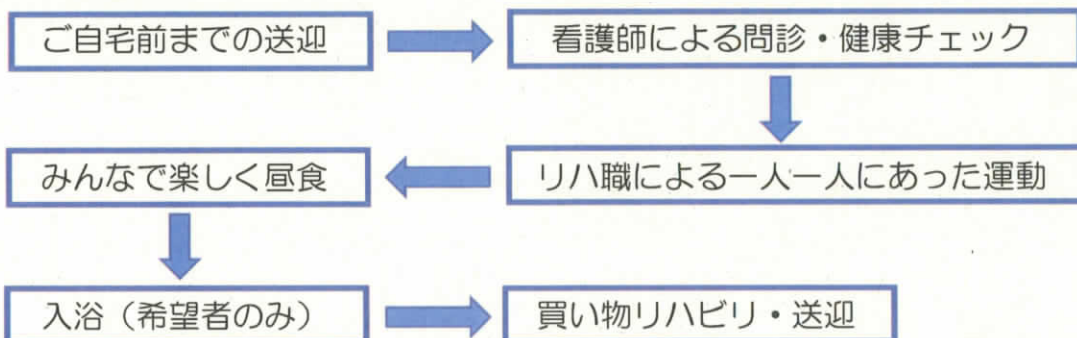 ご自宅前までの送迎
看護師による問診・健康チェック
リハ職による一人一人にあった運動
みんなで楽しく昼食
入浴（希望者のみ）
買い物リハビリ・送迎